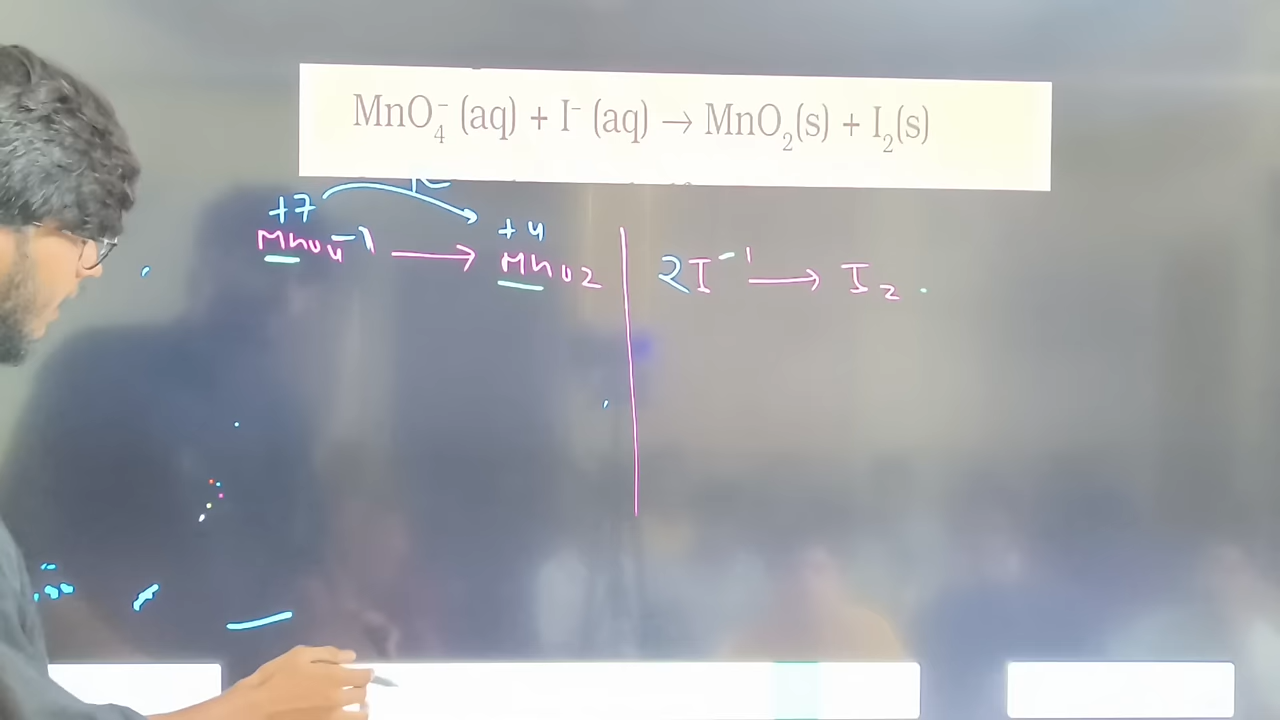 MnO₄⁻ (aq) + I⁻ (aq) → MnO₂(s) + I₂(s)
+7 +4
MnO₄⁻¹ → MnO₂ | 2I⁻¹ → I₂